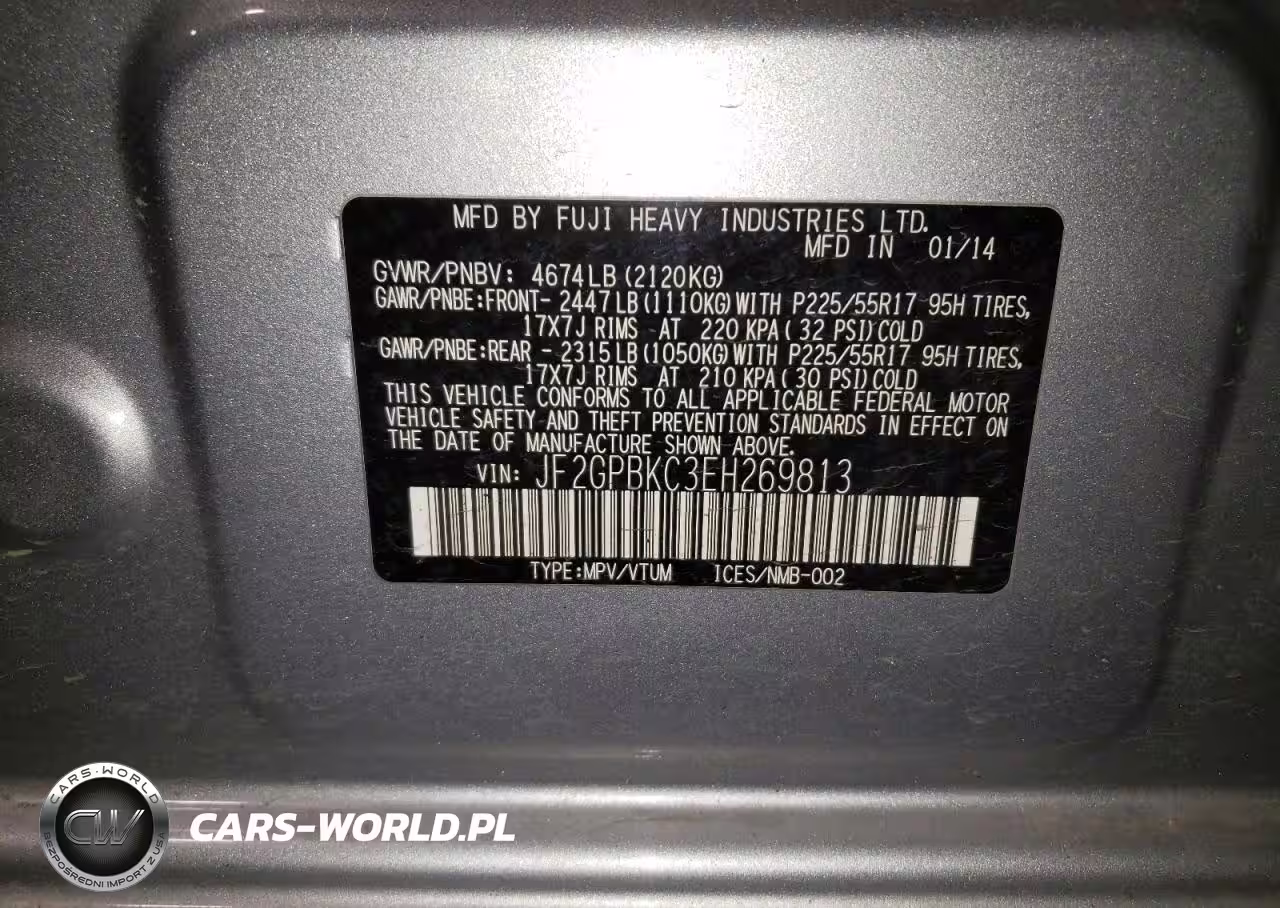 MFD BY FUJI HEAVY INDUSTRIES LTD.
MFD IN 01/14
GVWR/PNBV: 4674LB(2120KG)
GAWR/PNBE:FRONT- 2447LB(1110KG)WITH P225/55R17 95H TIRES,
17X7J RIMS AT 220 KPA( 32 PSI)COLD
GAWR/PNBE:REAR - 2315LB(1050KG)WITH P225/55R17 95H TIRES,
17X7J RIMS AT 210 KPA(30 PSI)COLD
THIS VEHICLE CONFORMS TO ALL APPLICABLE FEDERAL MOTOR
VEHICLE SAFETY AND THEFT PREVENTION STANDARDS IN EFFECT ON
THE DATE OF MANUFACTURE SHOWN ABOVE.
VIN: JF2GPBKC3EH269813
TYPE:MPV/VTUM ICES/NMB-002
CARS-WORLD
CW
BEZPOŚREDNI IMPORT Z USA
CARS-WORLD.PL